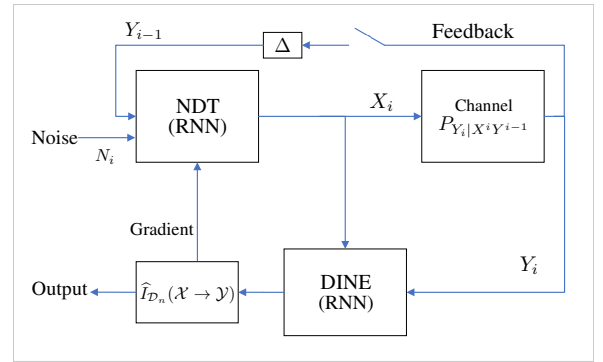 Y_{i−1}
Δ
Feedback
NDT
(RNN)
X_i
Channel
P_{Y_i|X^iY^{i−1}}
Noise
N_i
Gradient
Y_i
Output
Î_{𝒟_n}(𝒳 → 𝒴)
DINE
(RNN)